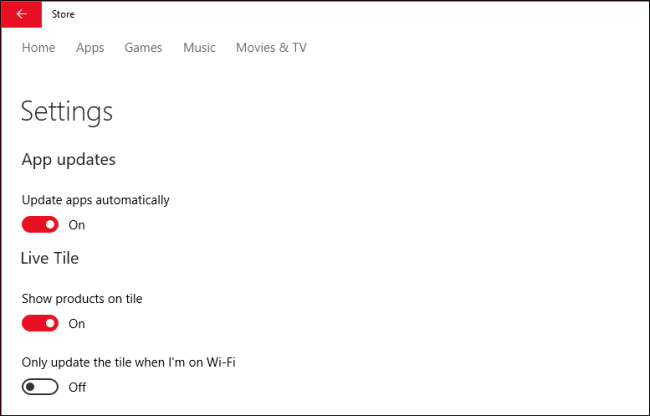 Store
Home Apps Games Music Movies & TV
Settings
App updates
Update apps automatically
On
Live Tile
Show products on tile
On
Only update the tile when I'm on Wi-Fi
Off